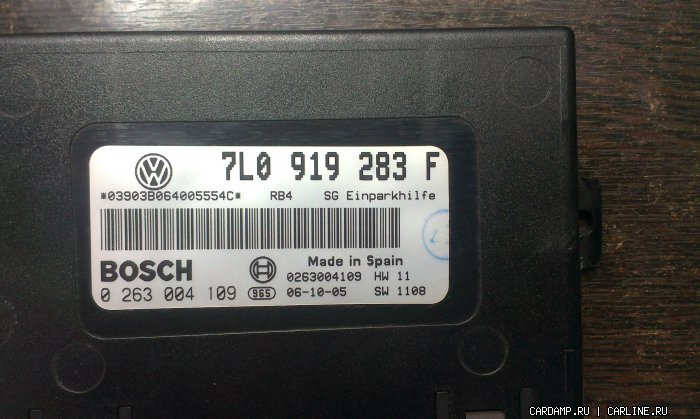 7L0 919 283 F
*03903B064005554C* RB4 SG Einparkhilfe
BOSCH
Made in Spain
0263004109 HW 11
0 263 004 109 965 06-10-05 SW 1108
CARDAMP.RU | CARLINE.RU